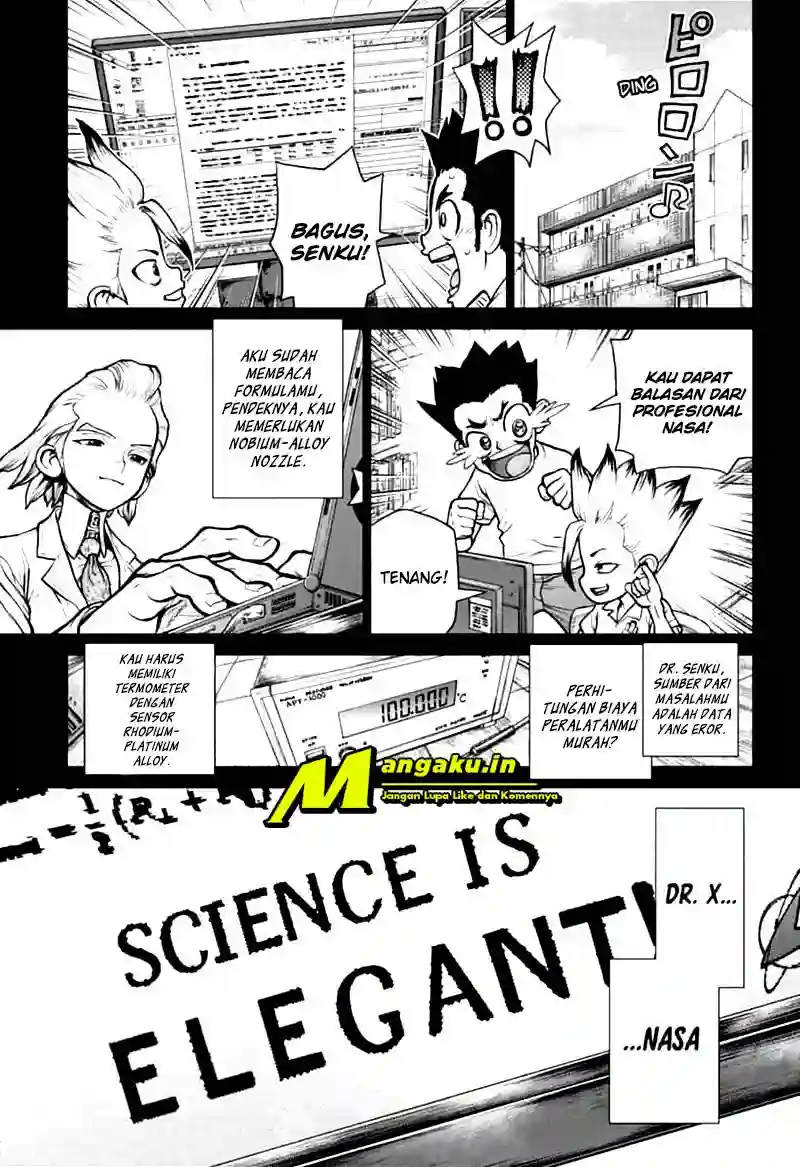 ピロロン♪
DING
!!
BAGUS,
SENKU!
KAU DAPAT
BALASAN DARI
PROFESIONAL
NASA!
TENANG!
AKU SUDAH
MEMBACA
FORMULAMU,
PENDEKNYA, KAU
MEMERLUKAN
NOBIUM-ALLOY
NOZZLE.
DR. SENKU,
SUMBER DARI
MASALAHMU
ADALAH DATA
YANG EROR.
PERHI-
TUNGAN BIAYA
PERALATANMU
MURAH?
100.000 °C
KAU HARUS
MEMILIKI
TERMOMETER
DENGAN
SENSOR
RHODIUM-
PLATINUM
ALLOY.
Mangaku.in
Jangan Lupa Like dan Komennya
SCIENCE IS
ELEGANT!
DR. X...
...NASA